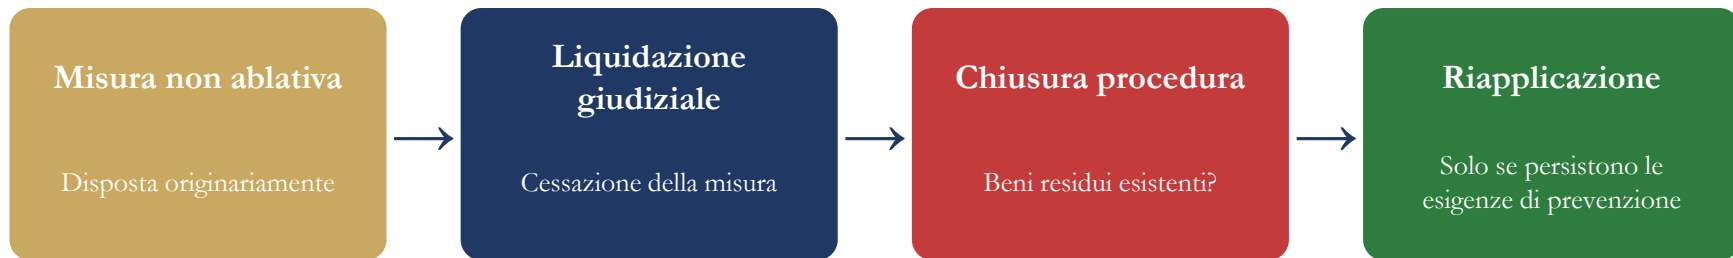 Misura non ablativa
Disposta originariamente
Liquidazione
giudiziale
Cessazione della misura
Chiusura procedura
Beni residui esistenti?
Riapplicazione
Solo se persistono le
esigenze di prevenzione